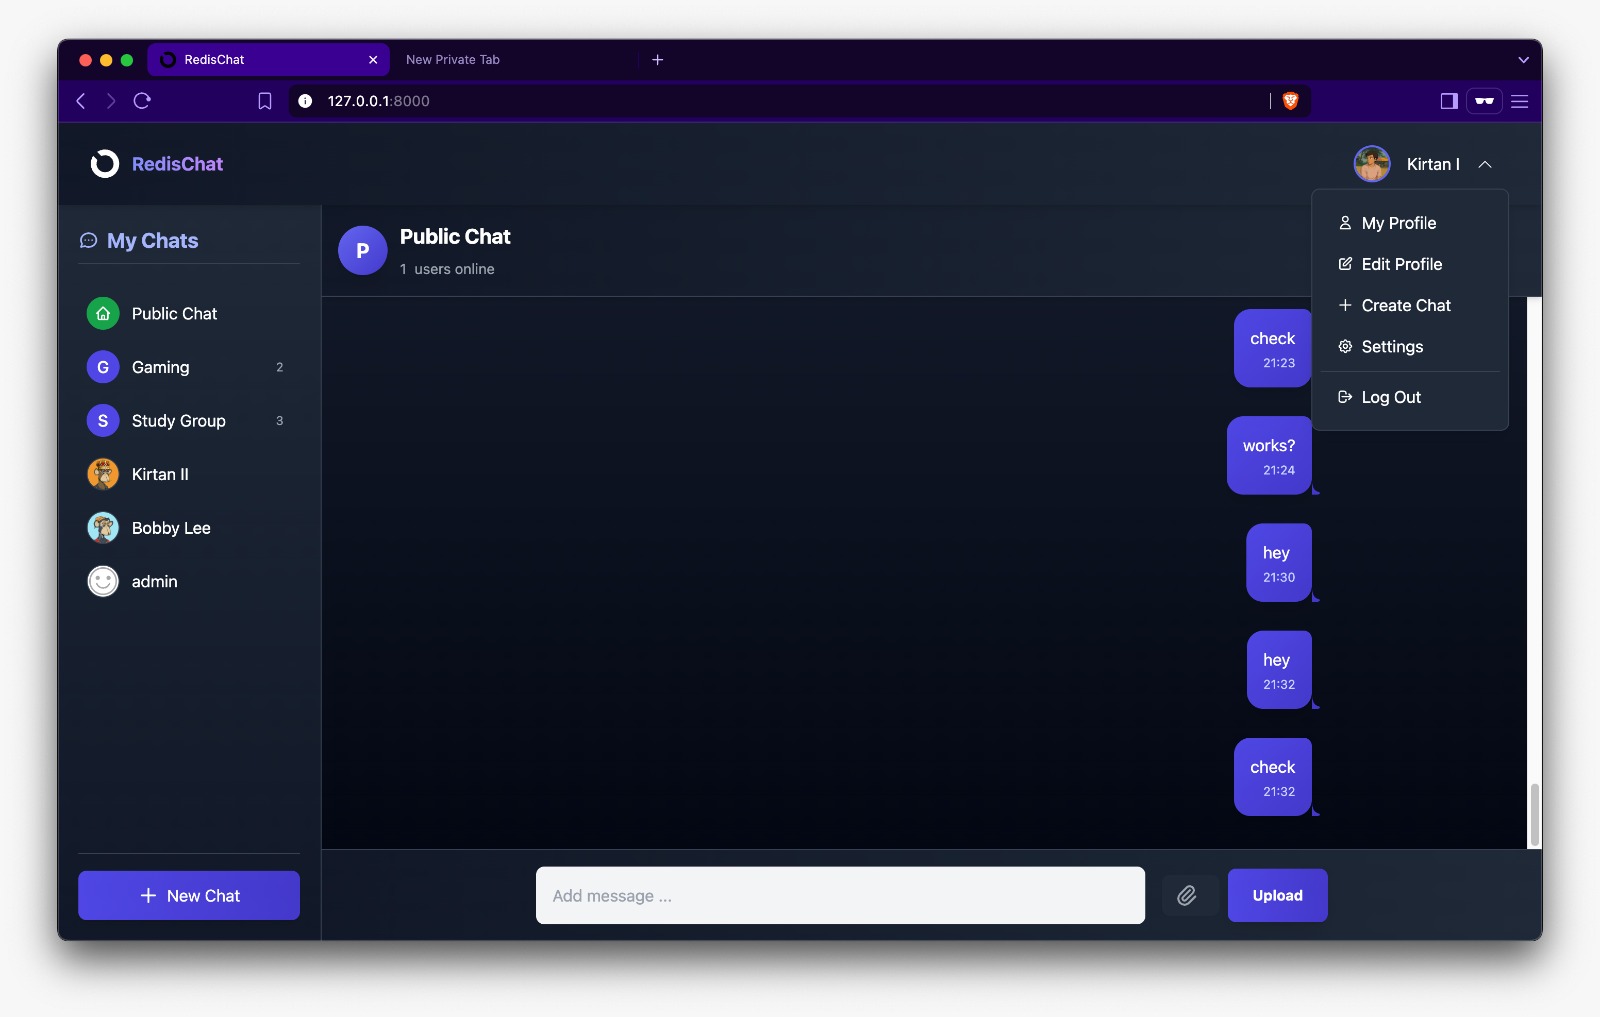 RedisChat
New Private Tab
127.0.0.1:8000
RedisChat
Kirtan I
My Profile
Edit Profile
Create Chat
Settings
Log Out
My Chats
Public Chat
Gaming 2
Study Group 3
Kirtan II
Bobby Lee
admin
New Chat
P
Public Chat
1 users online
G
S
check
21:23
works?
21:24
hey
21:30
hey
21:32
check
21:32
Add message ...
Upload